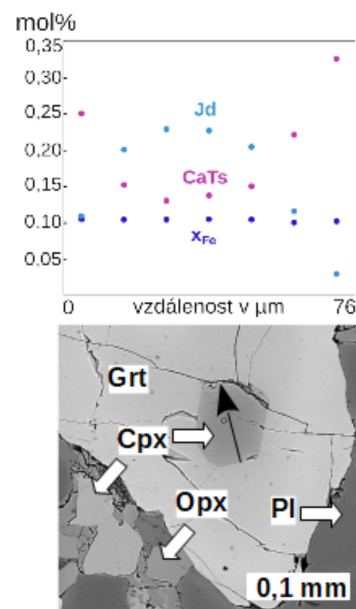 mol%
0,35
0,30
0,25
Jd
0,20
CaTs
0,15
0.10
xFe
0,05
0 vzdálenost v µm 76
Grt
Cpx
Opx
Pl
0,1 mm